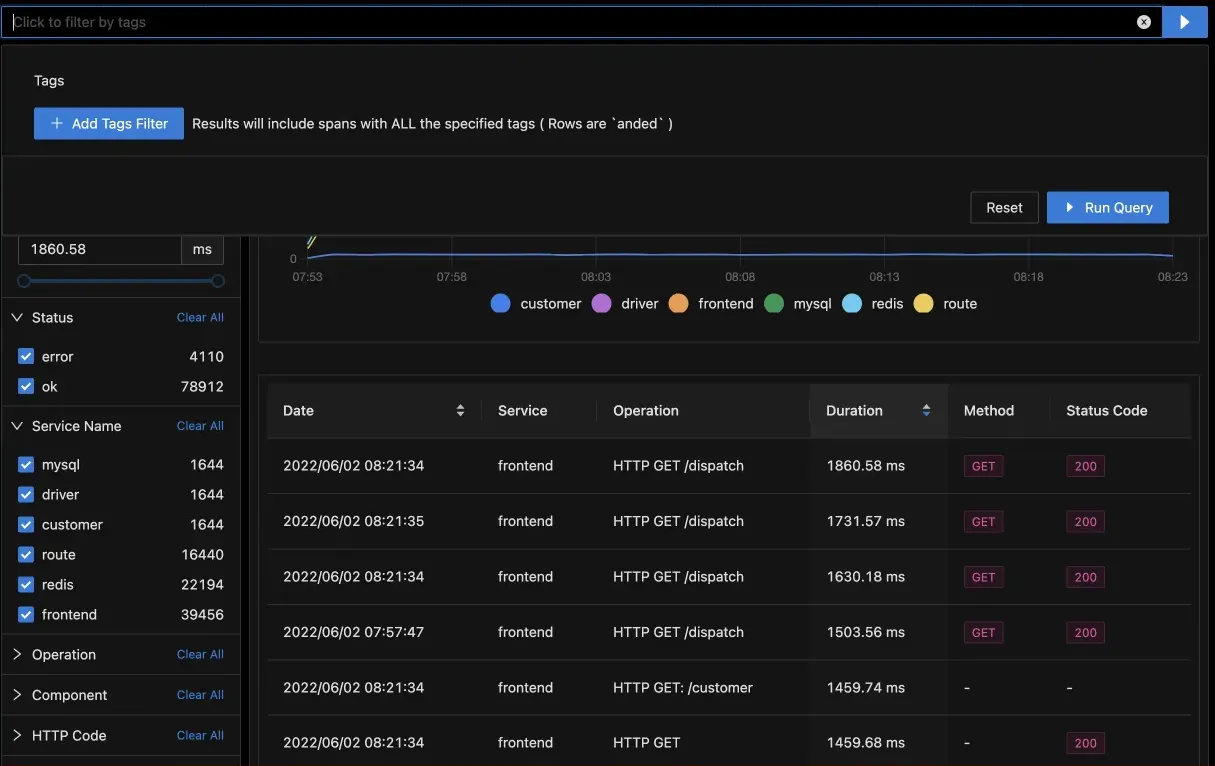 Click to filter by tags
Tags
+ Add Tags Filter Results will include spans with ALL the specified tags ( Rows are `anded` )
Reset Run Query
1860.58 ms
0
07:53 07:58 08:03 08:08 08:13 08:18 08:23
customer driver frontend mysql redis route
Status Clear All
error 4110
ok 78912
Service Name Clear All
mysql 1644
driver 1644
customer 1644
route 16440
redis 22194
frontend 39456
Operation Clear All
Component Clear All
HTTP Code Clear All
Date Service Operation Duration Method Status Code
2022/06/02 08:21:34 frontend HTTP GET /dispatch 1860.58 ms GET 200
2022/06/02 08:21:35 frontend HTTP GET /dispatch 1731.57 ms GET 200
2022/06/02 08:21:34 frontend HTTP GET /dispatch 1630.18 ms GET 200
2022/06/02 07:57:47 frontend HTTP GET /dispatch 1503.56 ms GET 200
2022/06/02 08:21:34 frontend HTTP GET: /customer 1459.74 ms - -
2022/06/02 08:21:34 frontend HTTP GET 1459.68 ms - 200